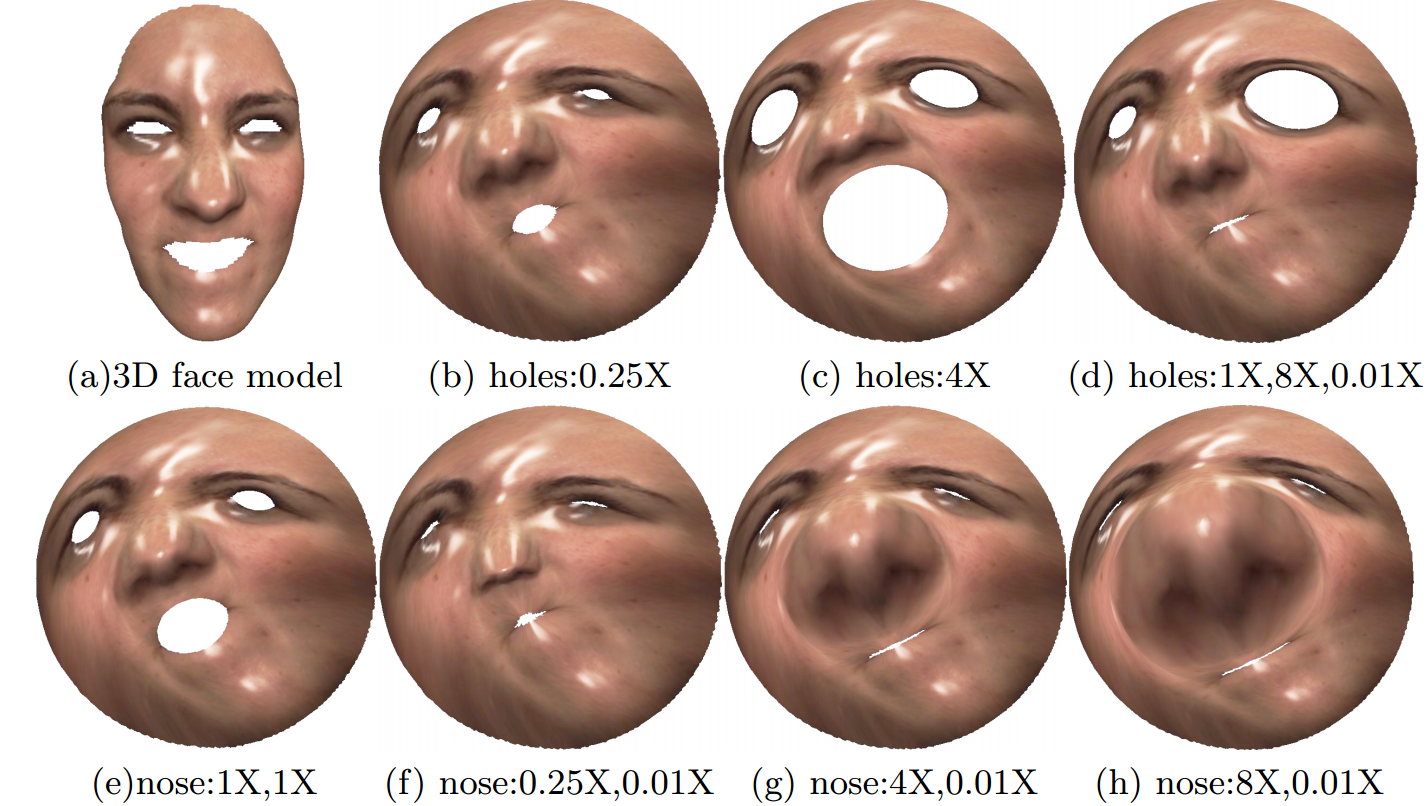 (a)3D face model
(b) holes:0.25X
(c) holes:4X
(d) holes:1X,8X,0.01X
(e)nose:1X,1X
(f) nose:0.25X,0.01X
(g) nose:4X,0.01X
(h) nose:8X,0.01X